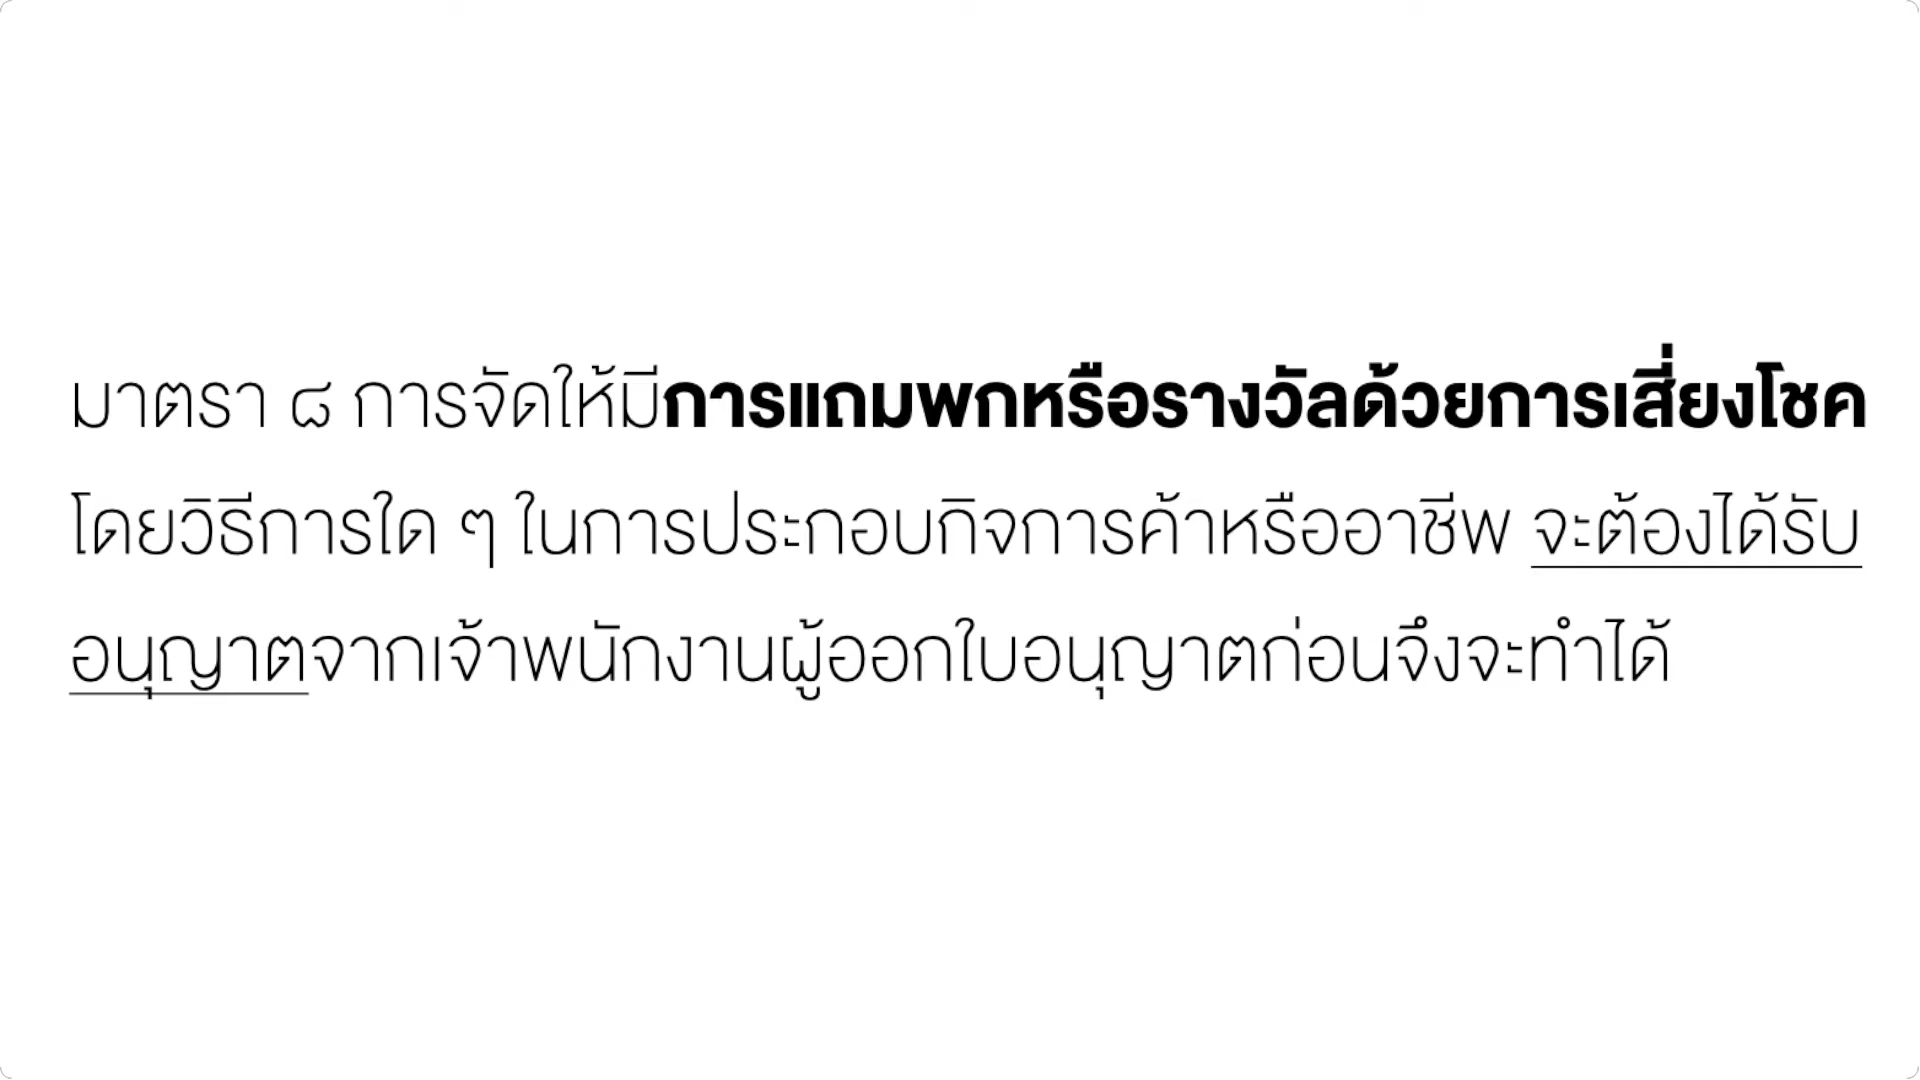 มาตรา ๘ การจัดให้มีการแถมพกหรือรางวัลด้วยการเสี่ยงโชค
โดยวิธีการใด ๆ ในการประกอบกิจการค้าหรืออาชีพ จะต้องได้รับ
อนุญาตจากเจ้าพนักงานผู้ออกใบอนุญาตก่อนจึงจะทำได้